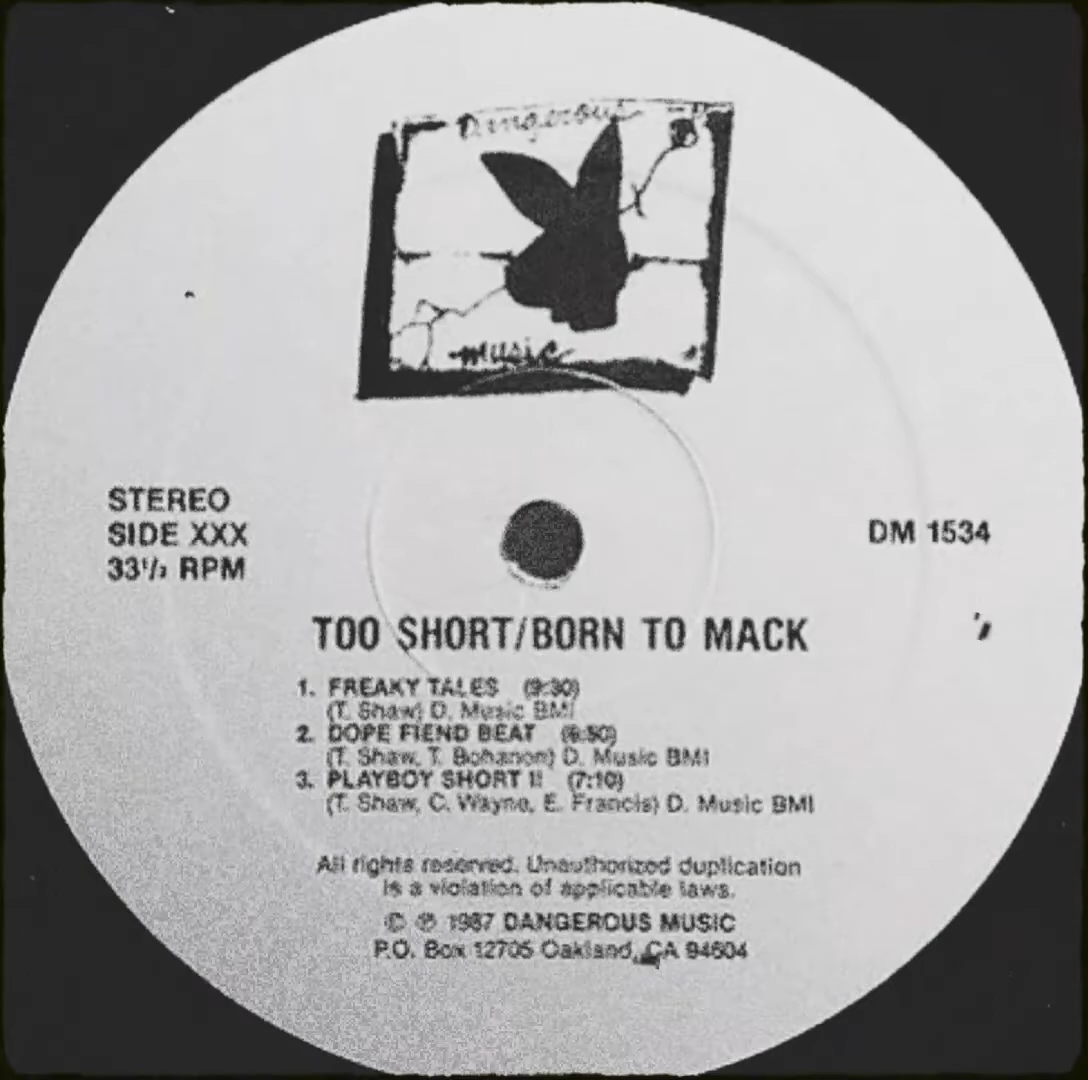 Dangerous
music
STEREO
SIDE XXX
33⅓ RPM
DM 1534
TOO SHORT/BORN TO MACK
1. FREAKY TALES (9:30)
(T. Shaw) D. Music BMI
2. DOPE FIEND BEAT (6:50)
(T. Shaw, T. Bohanon) D. Music BMI
3. PLAYBOY SHORT II (7:10)
(T. Shaw, C. Wayne, E. Francis) D. Music BMI
All rights reserved. Unauthorized duplication
is a violation of applicable laws.
© ℗ 1987 DANGEROUS MUSIC
P.O. Box 12705 Oakland, CA 94604